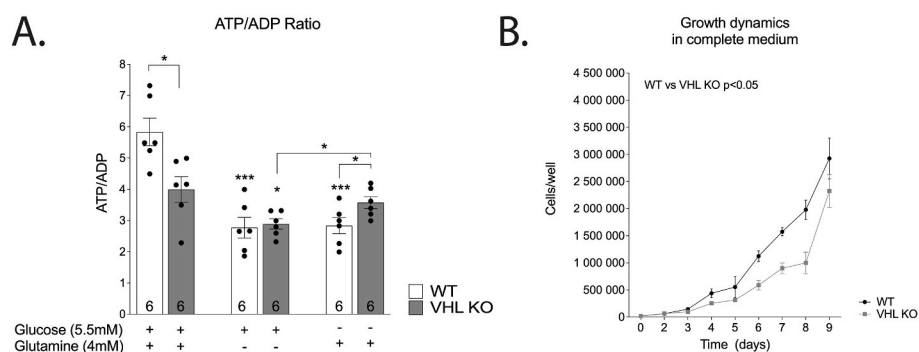 A.
ATP/ADP Ratio
ATP/ADP
8
7
6
5
4
3
2
1
0
*
***
*
*
***
*
6 6 6 6 6 6
WT
VHL KO
Glucose (5.5mM) + + + + - -
Glutamine (4mM) + + - - + +
B.
Growth dynamics
in complete medium
WT vs VHL KO p<0.05
Cells/well
4 500 000
4 000 000
3 500 000
3 000 000
2 500 000
2 000 000
1 500 000
1 000 000
500 000
0
0 2 3 4 5 6 7 8 9
Time (days)
WT
VHL KO